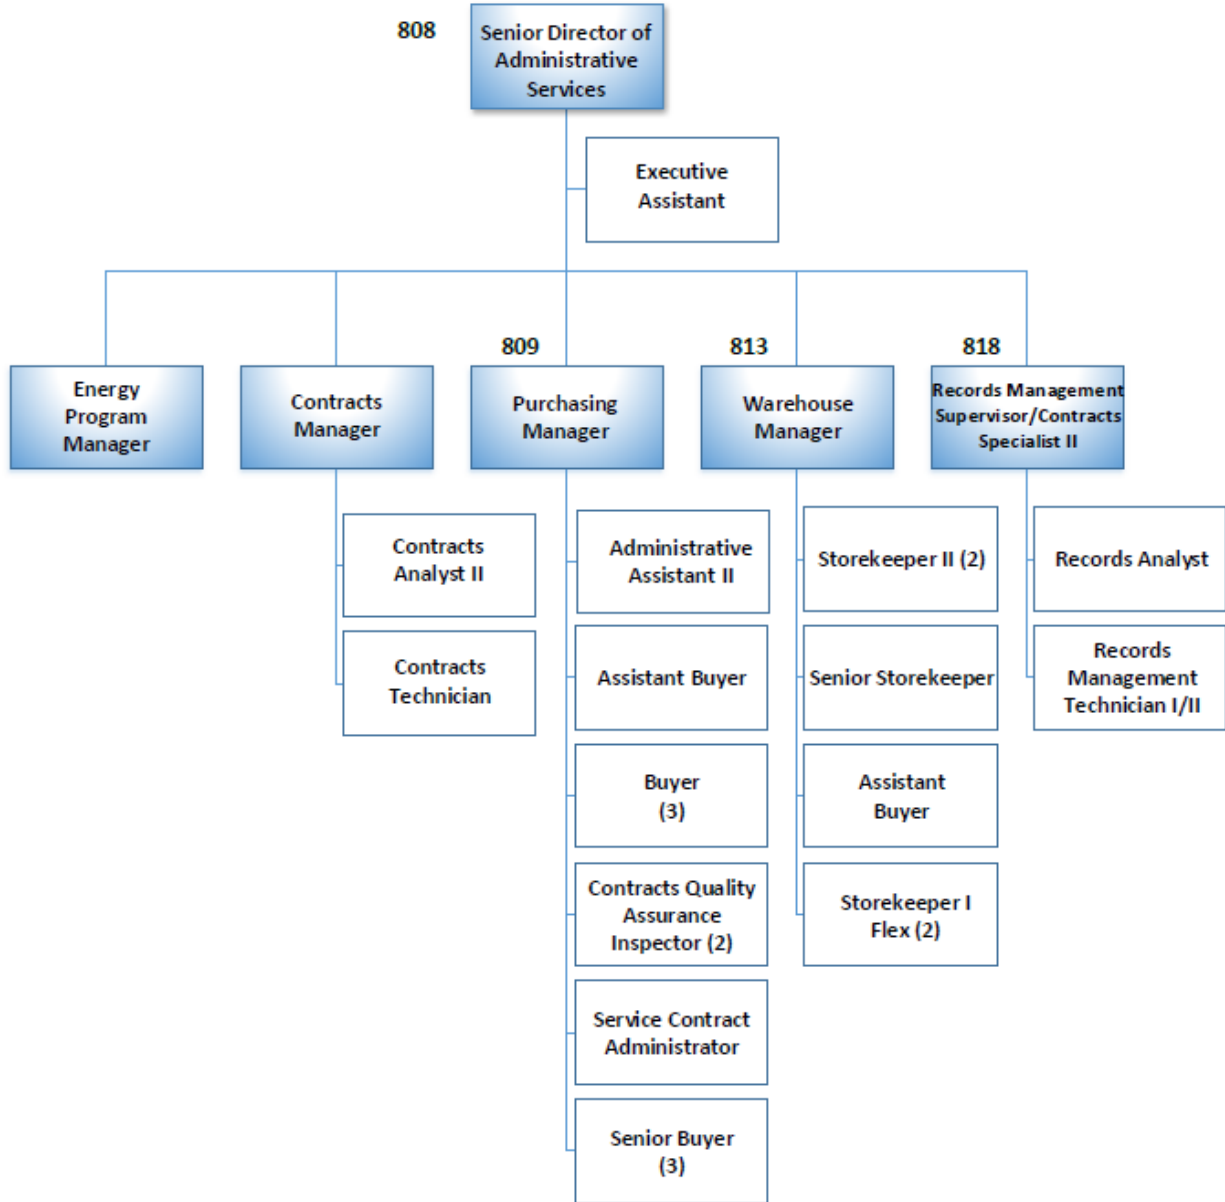 808
Senior Director of
Administrative
Services
Executive
Assistant
809
813
818
Energy
Program
Manager
Contracts
Manager
Purchasing
Manager
Warehouse
Manager
Records Management
Supervisor/Contracts
Specialist II
Contracts
Analyst II
Contracts
Technician
Administrative
Assistant II
Assistant Buyer
Buyer
(3)
Contracts Quality
Assurance
Inspector (2)
Service Contract
Administrator
Senior Buyer
(3)
Storekeeper II (2)
Senior Storekeeper
Assistant
Buyer
Storekeeper I
Flex (2)
Records Analyst
Records
Management
Technician I/II